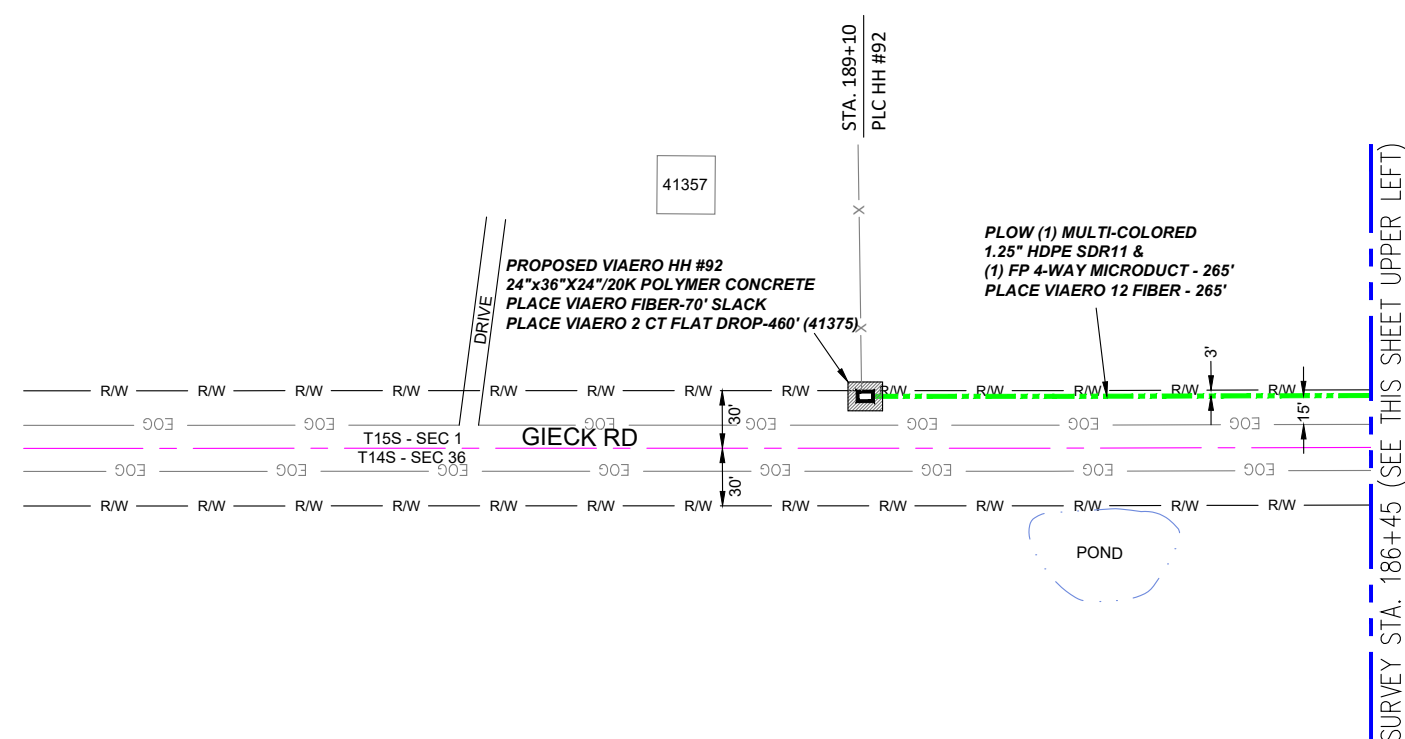 STA. 189+10
PLC HH #92
41357
PLOW (1) MULTI-COLORED
1.25" HDPE SDR11 &
(1) FP 4-WAY MICRODUCT - 265'
PLACE VIAERO 12 FIBER - 265'
PROPOSED VIAERO HH #92
24"x36"X24"/20K POLYMER CONCRETE
PLACE VIAERO FIBER-70' SLACK
PLACE VIAERO 2 CT FLAT DROP-460' (41375)
DRIVE
X
X
3'
R/W R/W R/W R/W R/W R/W R/W R/W R/W R/W R/W R/W R/W
30'
15'
EOG EOG EOG EOG EOG EOG EOG EOG
T15S - SEC 1
GIECK RD
T14S - SEC 36
EOG EOG EOG EOG EOG EOG EOG EOG
30'
R/W R/W R/W R/W R/W R/W R/W R/W R/W R/W R/W R/W R/W
POND
SURVEY STA. 186+45 (SEE THIS SHEET UPPER LEFT)